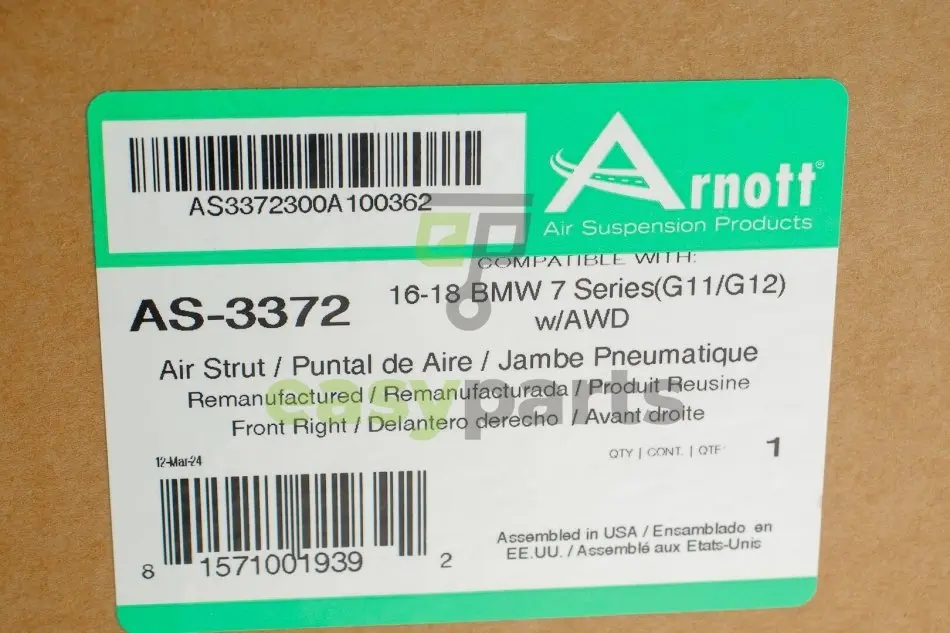 AS3372300A100362
Arnott®
Air Suspension Products
COMPATIBLE WITH:
AS-3372
16-18 BMW 7 Series(G11/G12)
w/AWD
Air Strut / Puntal de Aire / Jambe Pneumatique
Remanufactured / Remanufacturada / Produit Reusine
easyparts
Front Right / Delantero derecho / Avant droite
12-Mar-24
QTY | CONT. | QTE: 1
Assembled in USA / Ensamblado en
EE.UU. / Assemblé aux Etats-Unis
8 1571001939 2